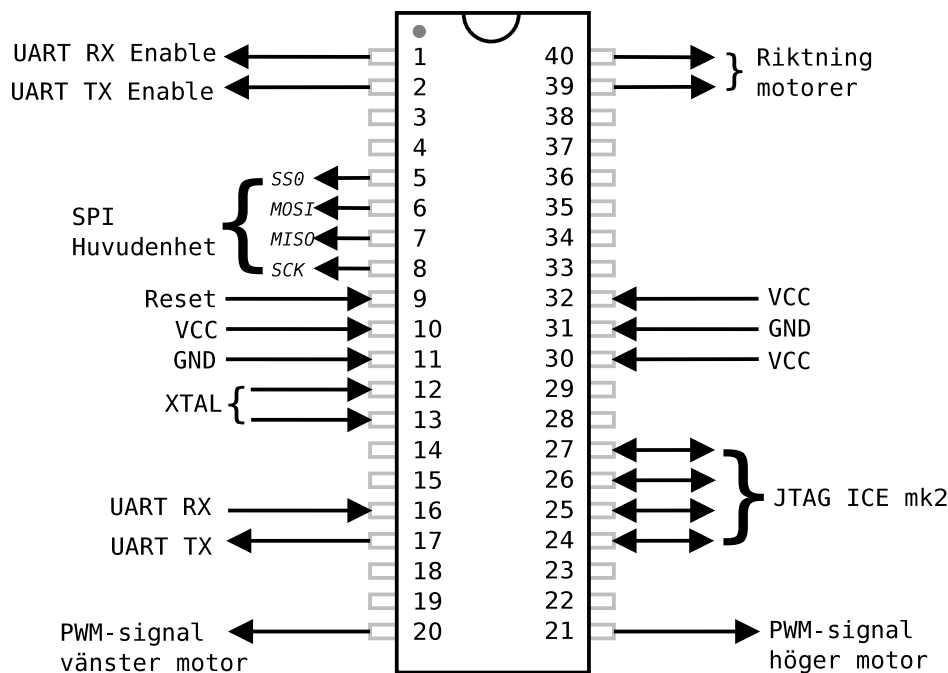 UART RX Enable
1
40
Riktning
motorer
UART TX Enable
2
39
3
38
4
37
SPI
Huvudenhet
SS0
5
36
MOSI
6
35
MISO
7
34
SCK
8
33
Reset
9
32
VCC
VCC
10
31
GND
GND
11
30
VCC
XTAL
12
29
13
28
14
27
JTAG ICE mk2
15
26
UART RX
16
25
UART TX
17
24
18
23
19
22
PWM-signal
vänster motor
20
21
PWM-signal
höger motor